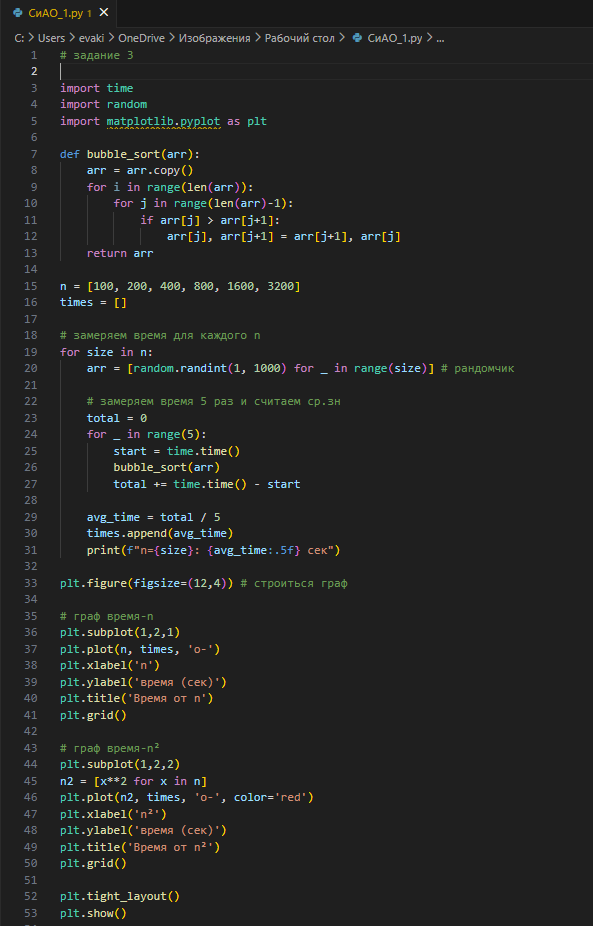 СиАО_1.py 1 ✕
C: > Users > evaki > OneDrive > Изображения > Рабочий стол > СиАО_1.py > ...
1 # задание 3
2
3 import time
4 import random
5 import matplotlib.pyplot as plt
6
7 def bubble_sort(arr):
8     arr = arr.copy()
9     for i in range(len(arr)):
10         for j in range(len(arr)-1):
11             if arr[j] > arr[j+1]:
12                 arr[j], arr[j+1] = arr[j+1], arr[j]
13     return arr
14
15 n = [100, 200, 400, 800, 1600, 3200]
16 times = []
17
18 # замеряем время для каждого n
19 for size in n:
20     arr = [random.randint(1, 1000) for _ in range(size)] # рандомчик
21
22     # замеряем время 5 раз и считаем ср.зн
23     total = 0
24     for _ in range(5):
25         start = time.time()
26         bubble_sort(arr)
27         total += time.time() - start
28
29     avg_time = total / 5
30     times.append(avg_time)
31     print(f"n={size}: {avg_time:.5f} сек")
32
33 plt.figure(figsize=(12,4)) # строиться граф
34
35 # граф время-n
36 plt.subplot(1,2,1)
37 plt.plot(n, times, 'o-')
38 plt.xlabel('n')
39 plt.ylabel('время (сек)')
40 plt.title('Время от n')
41 plt.grid()
42
43 # граф время-n²
44 plt.subplot(1,2,2)
45 n2 = [x**2 for x in n]
46 plt.plot(n2, times, 'o-', color='red')
47 plt.xlabel('n²')
48 plt.ylabel('время (сек)')
49 plt.title('Время от n²')
50 plt.grid()
51
52 plt.tight_layout()
53 plt.show()